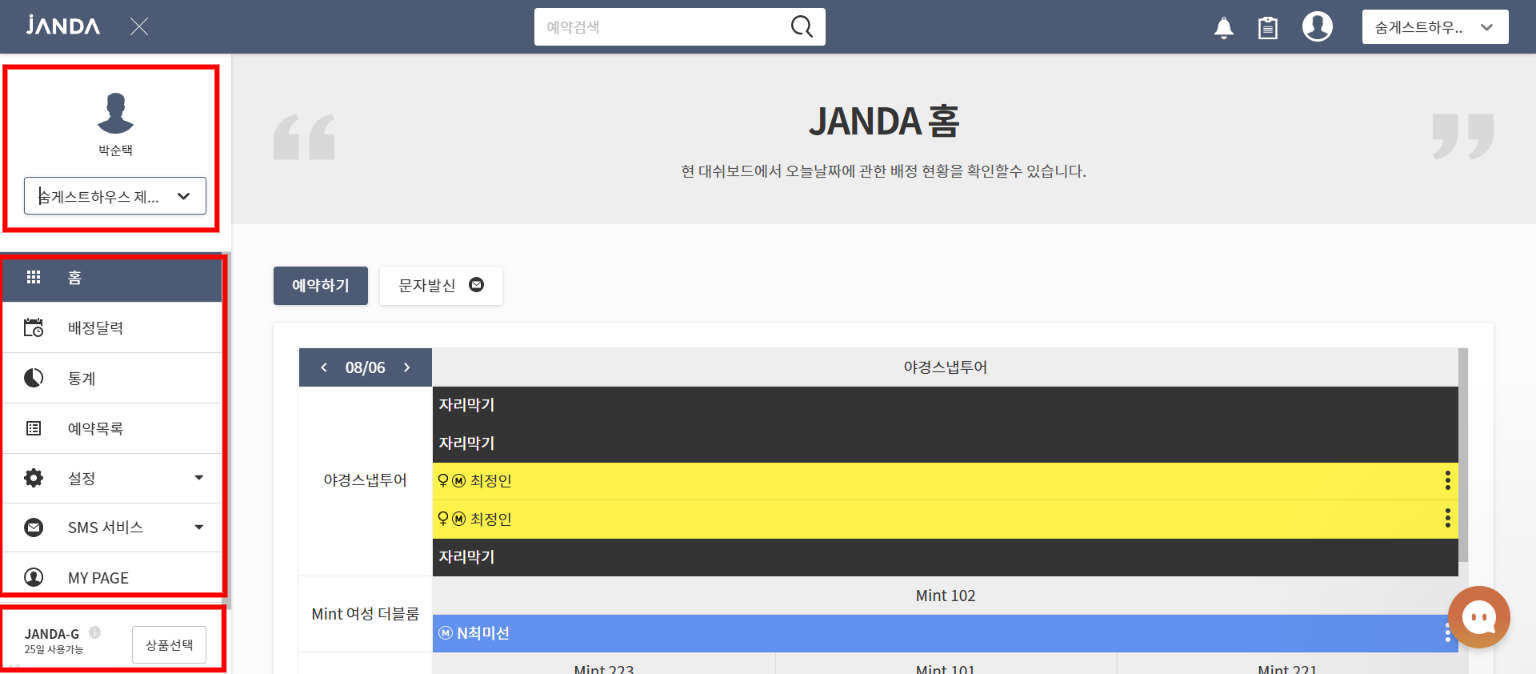 JANDA
예약검색
숨게스트하우..
박순택
숨게스트하우스 제...
홈
배정달력
통계
예약목록
설정
SMS 서비스
MY PAGE
JANDA-G
25일 사용가능
상품선택
JANDA 홈
현 대쉬보드에서 오늘날짜에 관한 배정 현황을 확인할수 있습니다.
예약하기
문자발신
08/06
야경스냅투어
야경스냅투어
자리막기
자리막기
M 최정인
M 최정인
자리막기
Mint 여성 더블룸
Mint 102
M N최미선
Mint 223
Mint 101
Mint 221